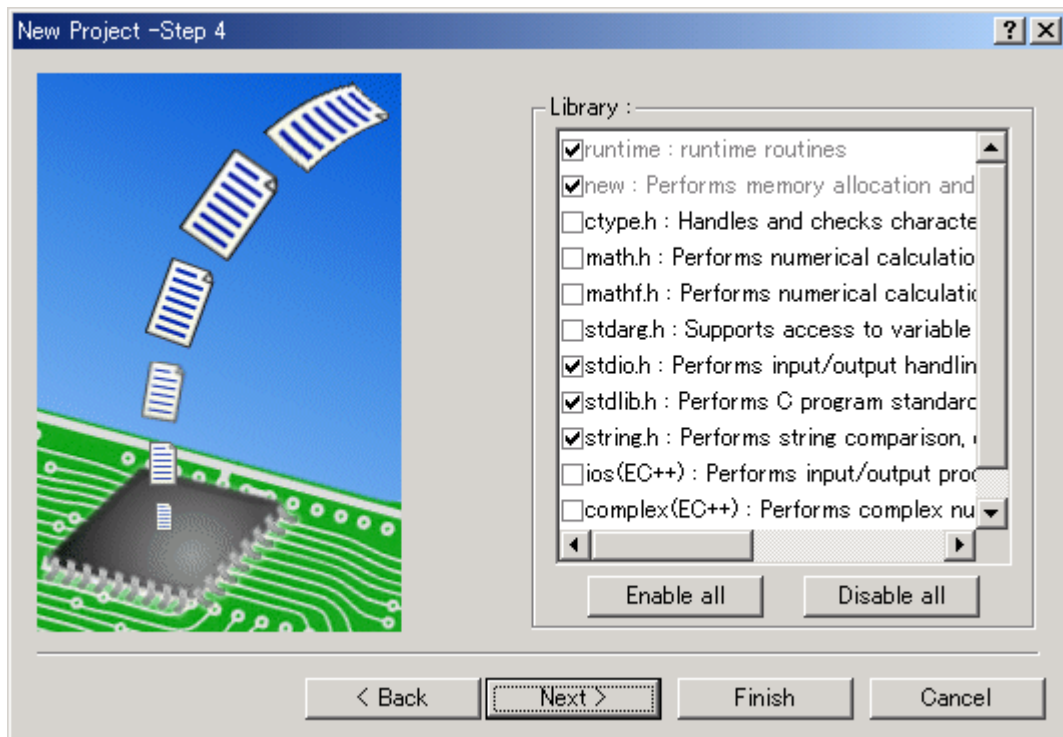 New Project -Step 4
Library :
runtime : runtime routines
new : Performs memory allocation and
ctype.h : Handles and checks characte
math.h : Performs numerical calculatio
mathf.h : Performs numerical calculatic
stdarg.h : Supports access to variable
stdio.h : Performs input/output handlin
stdlib.h : Performs C program standarc
string.h : Performs string comparison, c
ios(EC++) : Performs input/output proc
complex(EC++) : Performs complex nu
Enable all
Disable all
< Back
Next >
Finish
Cancel